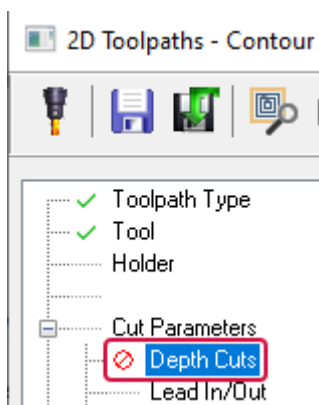 2D Toolpaths - Contour
Toolpath Type
Tool
Holder
Cut Parameters
Depth Cuts
Lead In/Out